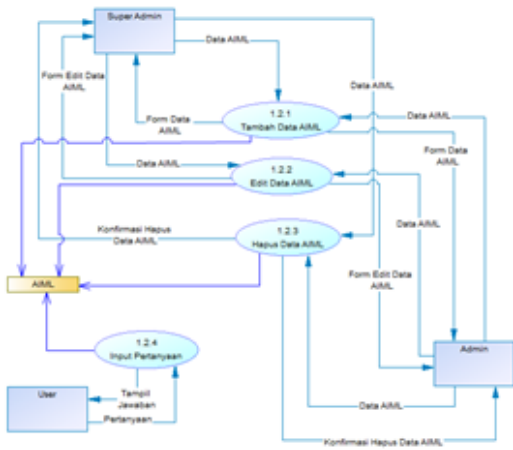 Super Admin
Data AIML
Data AIML
Form Edit Data
AIML
Form Data
AIML
1.2.1
Tambah Data AIML
Form Data
AIML
Data AIML
1.2.2
Edit Data AIML
Data AIML
Konfirmasi Hapus
Data AIML
1.2.3
Hapus Data AIML
Form Edit Data
AIML
AIML
1.2.4
Input Pertanyaan
Admin
User
Tampil
Jawaban
Pertanyaan
Data AIML
Konfirmasi Hapus Data AIML